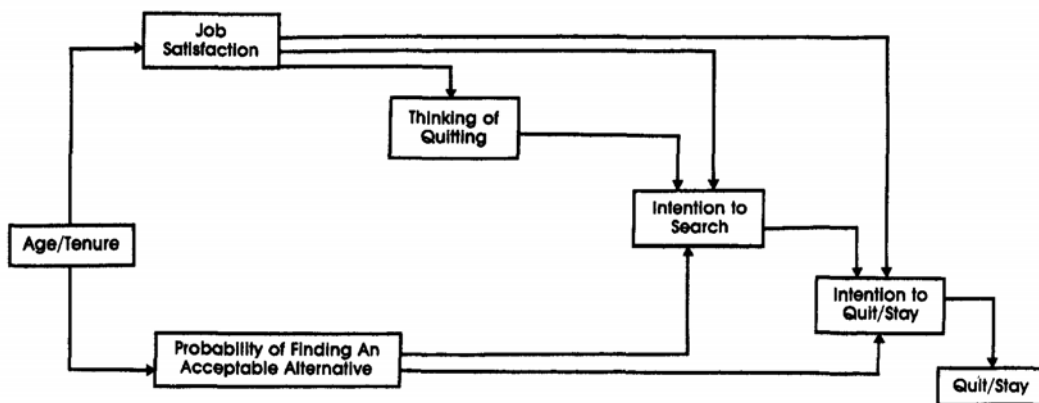 Job
Satisfaction
Thinking of
Quitting
Intention to
Search
Age/Tenure
Intention to
Quit/Stay
Probability of Finding An
Acceptable Alternative
Quit/Stay